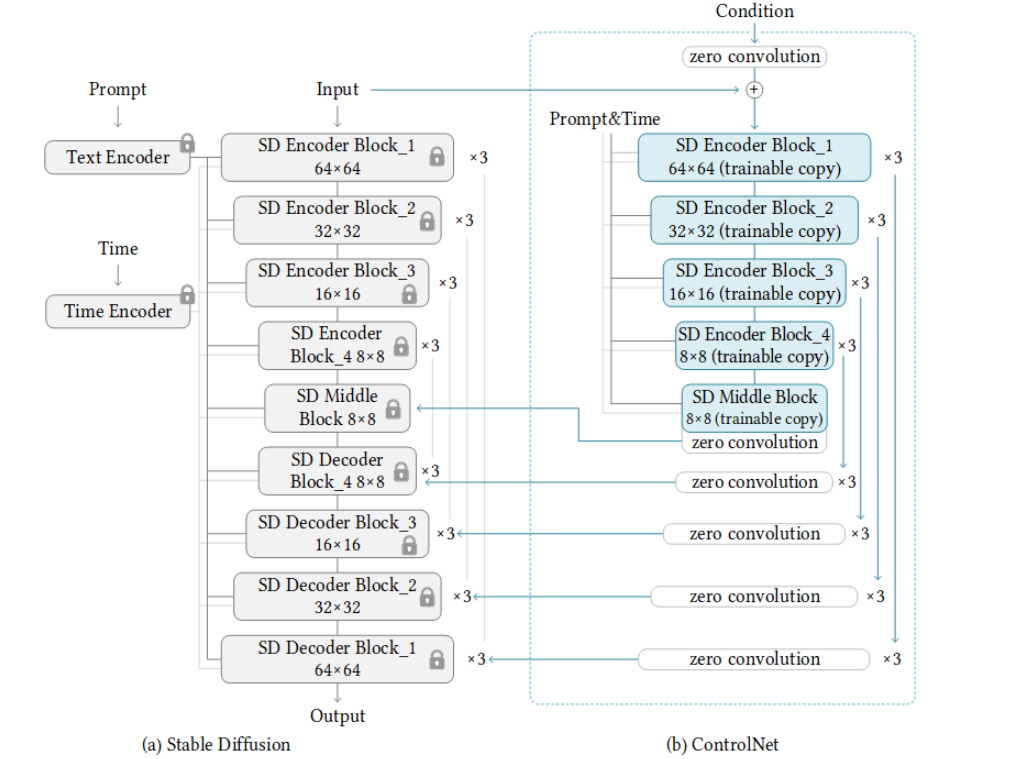 Condition
zero convolution
Prompt
Input
+
Prompt&Time
Text Encoder
SD Encoder Block_1
64×64
×3
SD Encoder Block_1
64×64 (trainable copy)
×3
SD Encoder Block_2
32×32
×3
SD Encoder Block_2
32×32 (trainable copy)
×3
Time
Time Encoder
SD Encoder Block_3
16×16
×3
SD Encoder Block_3
16×16 (trainable copy)
×3
SD Encoder
Block_4 8×8
×3
SD Encoder Block_4
8×8 (trainable copy)
×3
SD Middle
Block 8×8
SD Middle Block
8×8 (trainable copy)
zero convolution
SD Decoder
Block_4 8×8
×3
zero convolution
×3
SD Decoder Block_3
16×16
×3
zero convolution
×3
SD Decoder Block_2
32×32
×3
zero convolution
×3
SD Decoder Block_1
64×64
×3
zero convolution
×3
Output
(a) Stable Diffusion
(b) ControlNet